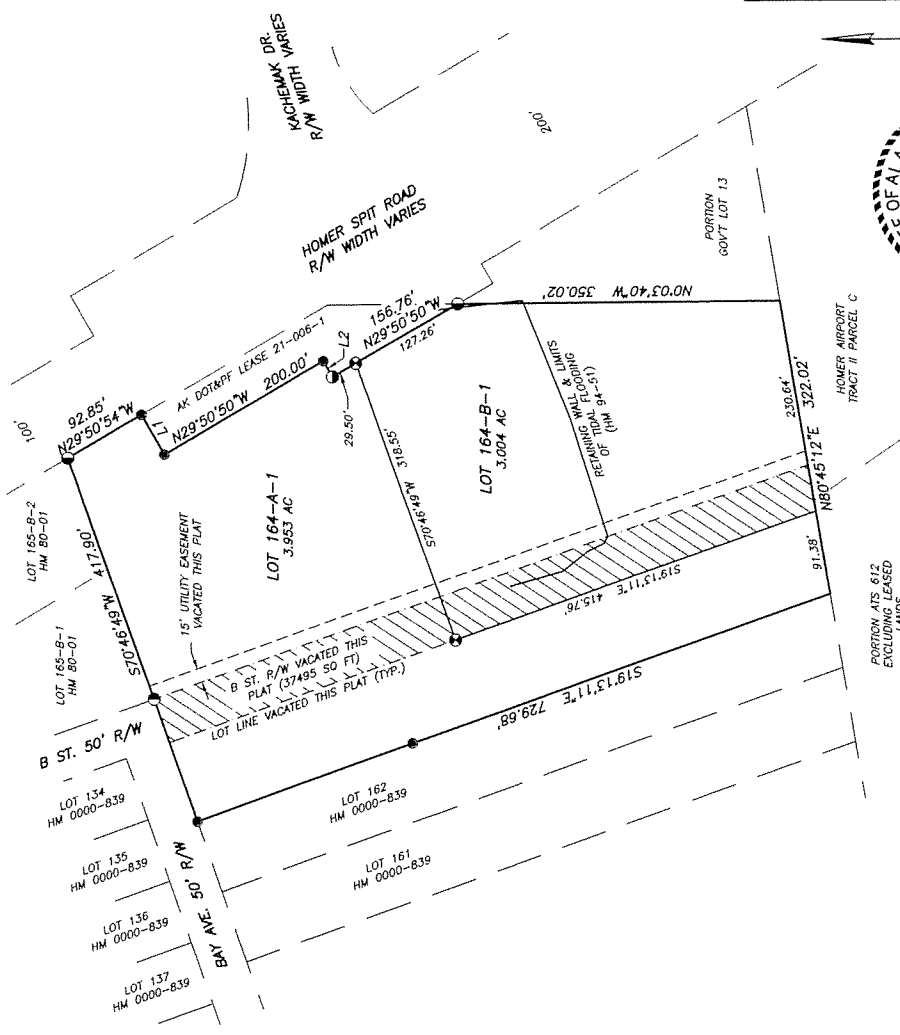 KACHEMAK DR.
R/W WIDTH VARIES
100'
200'
HOMER SPIT ROAD
R/W WIDTH VARIES
LOT 165-B-2
HM 80-01
LOT 165-B-1
HM 80-01
92.85'
N29°50'54"W
L1
AK DOT&PF LEASE 21-006-1
N29°50'50"W 200.00'
L2
156.76'
N29°50'50"W
127.26'
29.50'
S70°46'49"W 417.90'
15' UTILITY EASEMENT
VACATED THIS PLAT
LOT 164-A-1
3.953 AC
S70°46'49"W 318.55'
LOT 164-B-1
3.004 AC
RETAINING WALL & LIMITS
OF TIDAL FLOODING
(HM 94-51)
N0°03'40"W 350.02'
PORTION
GOV'T LOT 13
230.64'
N80°45'12"E 322.02'
91.38'
HOMER AIRPORT
TRACT II PARCEL C
PORTION ATS 612
EXCLUDING LEASED
LANDS
B ST. R/W VACATED THIS
PLAT (37495 SQ FT)
LOT LINE VACATED THIS PLAT (TYP.)
S19°13'11"E 415.76'
S19°13'11"E 729.68'
B ST. 50' R/W
BAY AVE. 50' R/W
LOT 134
HM 0000-839
LOT 135
HM 0000-839
LOT 136
HM 0000-839
LOT 137
HM 0000-839
LOT 162
HM 0000-839
LOT 161
HM 0000-839
OF ALA